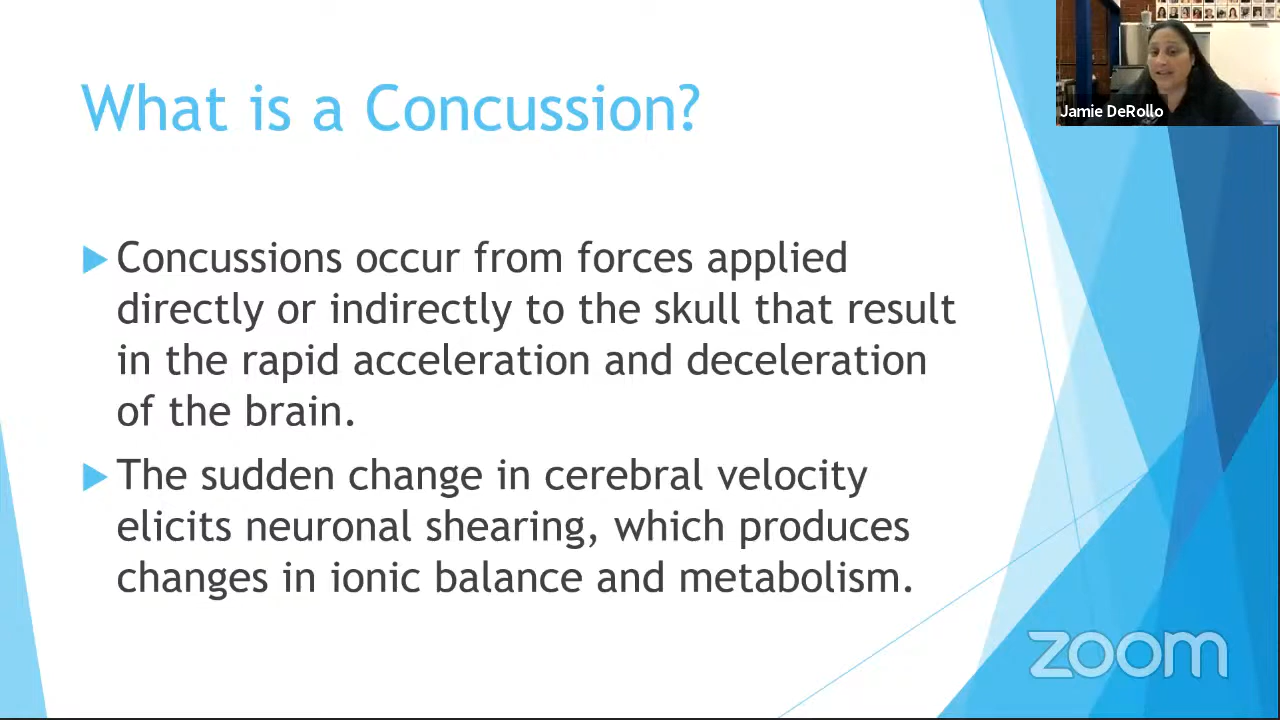 What is a Concussion?
Jamie DeRollo
Concussions occur from forces applied
directly or indirectly to the skull that result
in the rapid acceleration and deceleration
of the brain.
The sudden change in cerebral velocity
elicits neuronal shearing, which produces
changes in ionic balance and metabolism.
zoom